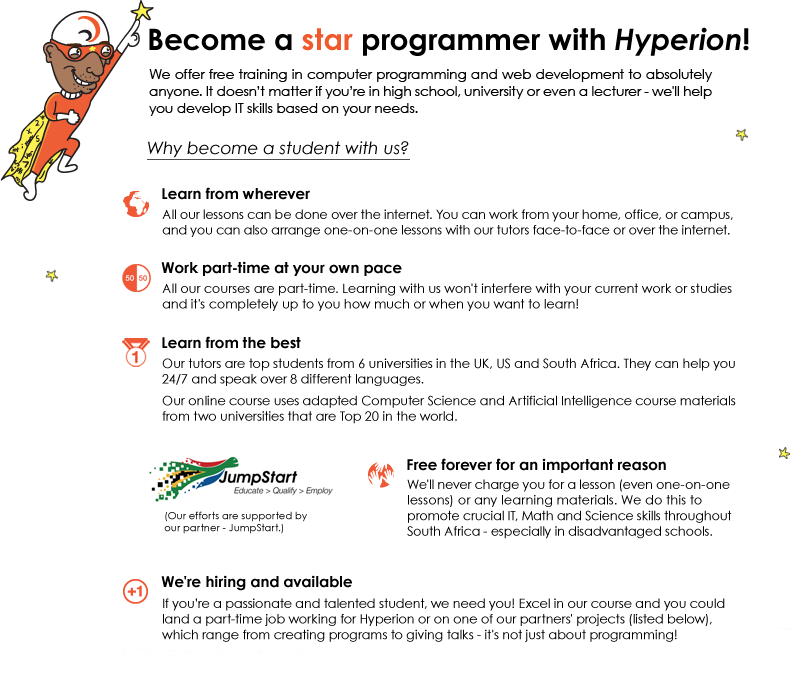 Become a star programmer with Hyperion!
We offer free training in computer programming and web development to absolutely
anyone. It doesn't matter if you're in high school, university or even a lecturer - we'll help
you develop IT skills based on your needs.
Why become a student with us?
Learn from wherever
All our lessons can be done over the internet. You can work from your home, office, or campus,
and you can also arrange one-on-one lessons with our tutors face-to-face or over the internet.
50 50
Work part-time at your own pace
All our courses are part-time. Learning with us won't interfere with your current work or studies
and it's completely up to you how much or when you want to learn!
1
Learn from the best
Our tutors are top students from 6 universities in the UK, US and South Africa. They can help you
24/7 and speak over 8 different languages.
Our online course uses adapted Computer Science and Artificial Intelligence course materials
from two universities that are Top 20 in the world.
JumpStart
Educate > Qualify > Employ
(Our efforts are supported by
our partner - JumpStart.)
Free forever for an important reason
We'll never charge you for a lesson (even one-on-one
lessons) or any learning materials. We do this to
promote crucial IT, Math and Science skills throughout
South Africa - especially in disadvantaged schools.
+1
We're hiring and available
If you're a passionate and talented student, we need you! Excel in our course and you could
land a part-time job working for Hyperion or on one of our partners' projects (listed below),
which range from creating programs to giving talks - it's not just about programming!